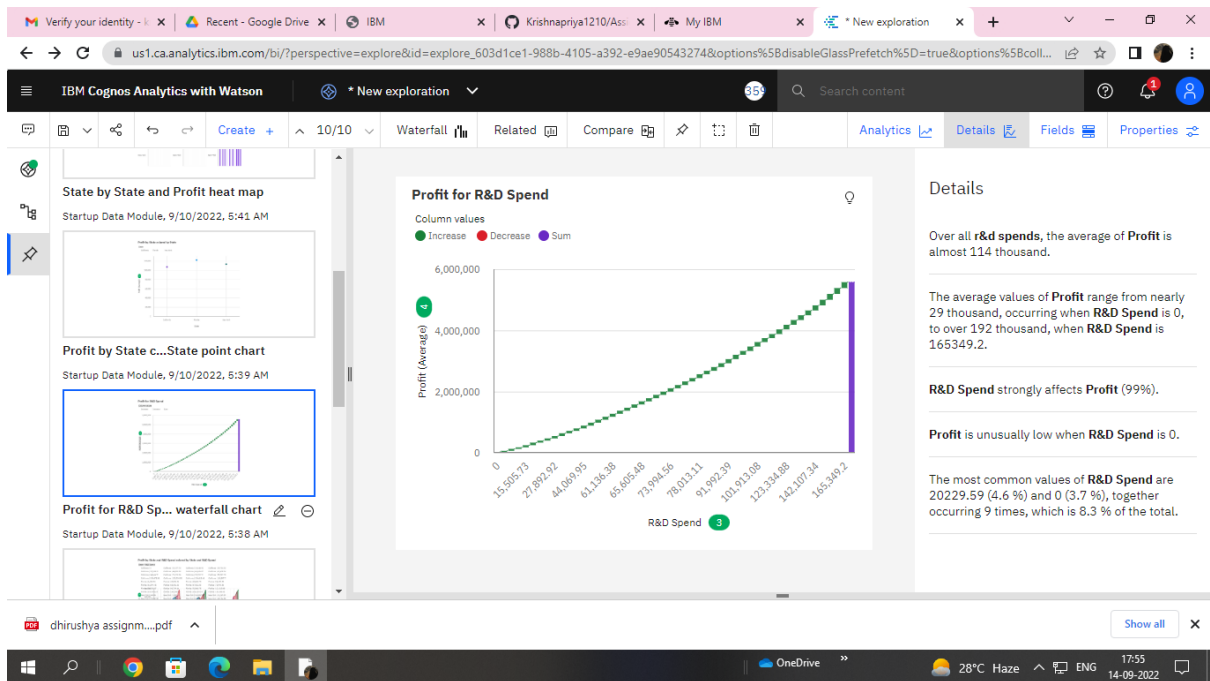 Verify your identity - k
Recent - Google Drive
IBM
Krishnapriya1210/Assi
My IBM
* New exploration
us1.ca.analytics.ibm.com/bi/?perspective=explore&id=explore_603d1ce1-988b-4105-a392-e9ae90543274&options%5BdisableGlassPrefetch%5D=true&options%5Bcoll...
IBM Cognos Analytics with Watson
* New exploration
359
Search content
1
Create +
10/10
Waterfall
Related
Compare
Analytics
Details
Fields
Properties
State by State and Profit heat map
Startup Data Module, 9/10/2022, 5:41 AM
Profit by State c...State point chart
Startup Data Module, 9/10/2022, 5:39 AM
Profit for R&D Sp... waterfall chart
Startup Data Module, 9/10/2022, 5:38 AM
Profit for R&D Spend
Column values
Increase Decrease Sum
6,000,000
4,000,000
2,000,000
0
Profit (Average) 4
0
15,505.73
27,892.92
44,069.95
61,136.38
65,605.48
73,994.56
78,013.11
91,992.39
101,913.08
123,334.88
142,107.34
165,349.2
R&D Spend 3
Details
Over all r&d spends, the average of Profit is
almost 114 thousand.
The average values of Profit range from nearly
29 thousand, occurring when R&D Spend is 0,
to over 192 thousand, when R&D Spend is
165349.2.
R&D Spend strongly affects Profit (99%).
Profit is unusually low when R&D Spend is 0.
The most common values of R&D Spend are
20229.59 (4.6 %) and 0 (3.7 %), together
occurring 9 times, which is 8.3 % of the total.
PDF
dhirushya assignm....pdf
Show all
OneDrive
28°C Haze
ENG
17:55
14-09-2022